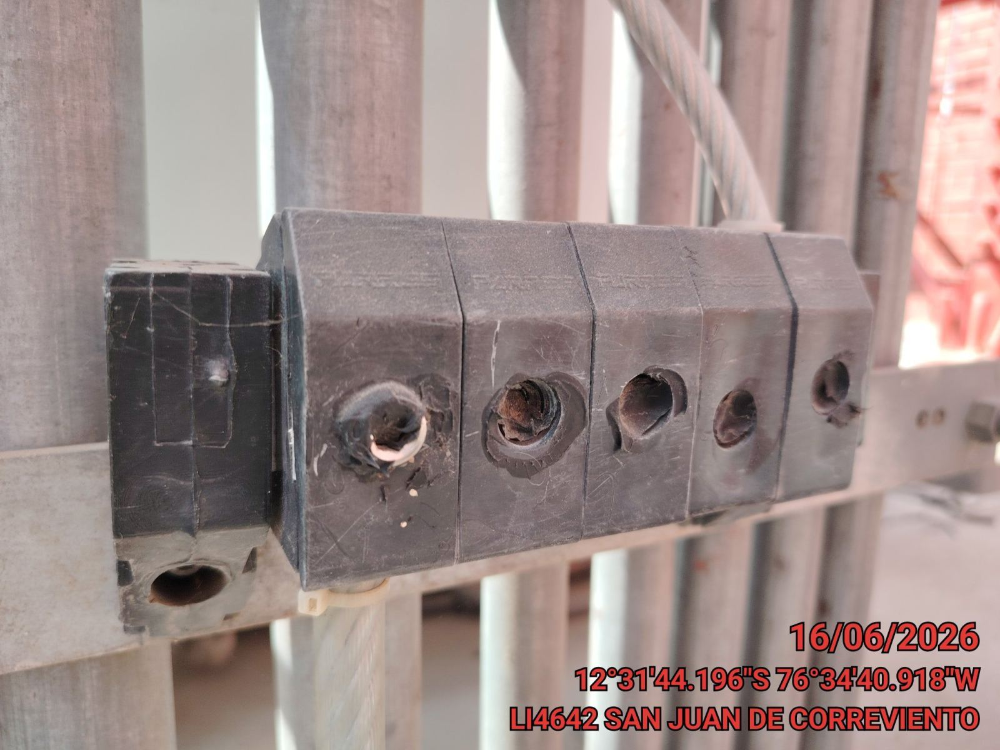 16/06/2026
12°31'44.196"S 76°34'40.918"W
LI4642 SAN JUAN DE CORREVIENTO